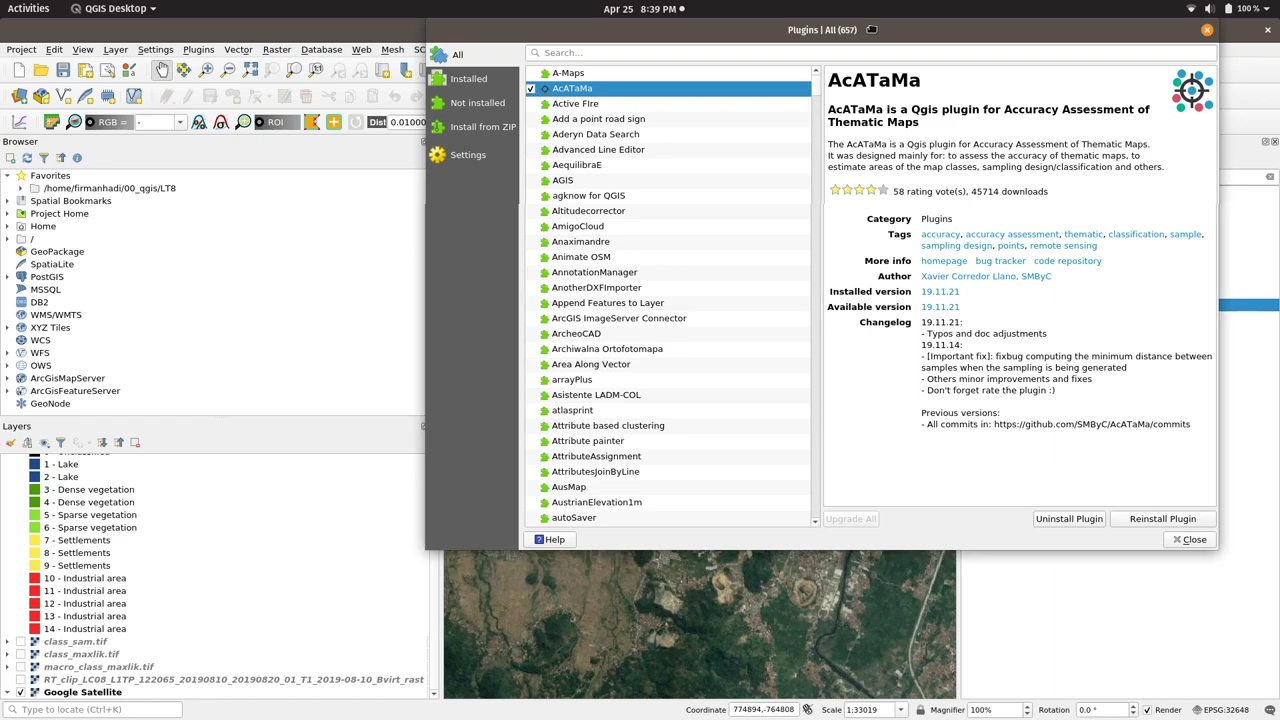 Activities
QGIS Desktop
Apr 25 8:39 PM
100 %
Plugins | All (657)
Project Edit View Layer Settings Plugins Vector Raster Database Web Mesh
RGB =
-
ROI
Dist 0.01000
Browser
Favorites
/home/firmanhadi/00_qgis/LT8
Spatial Bookmarks
Project Home
Home
/
GeoPackage
SpatiaLite
PostGIS
MSSQL
DB2
WMS/WMTS
XYZ Tiles
WCS
WFS
OWS
ArcGisMapServer
ArcGisFeatureServer
GeoNode
Layers
1 - Lake
2 - Lake
3 - Dense vegetation
4 - Dense vegetation
5 - Sparse vegetation
6 - Sparse vegetation
7 - Settlements
8 - Settlements
9 - Settlements
10 - Industrial area
11 - Industrial area
12 - Industrial area
13 - Industrial area
14 - Industrial area
class_sam.tif
class_maxlik.tif
macro_class_maxlik.tif
RT_clip_LC08_L1TP_122065_20190810_20190820_01_T1_2019-08-10_Bvirt_rast
Google Satellite
All
Installed
Not installed
Install from ZIP
Settings
Search...
A-Maps
AcATaMa
Active FIre
Add a point road sign
Aderyn Data Search
Advanced Line Editor
AequilibraE
AGIS
agknow for QGIS
Altitudecorrector
AmigoCloud
Anaximandre
Animate OSM
AnnotationManager
AnotherDXFImporter
Append Features to Layer
ArcGIS ImageServer Connector
ArcheoCAD
Archiwalna Ortofotomapa
Area Along Vector
arrayPlus
Asistente LADM-COL
atlasprint
Attribute based clustering
Attribute painter
AttributeAssignment
AttributesJoinByLine
AusMap
AustrianElevation1m
autoSaver
AcATaMa
AcATaMa is a Qgis plugin for Accuracy Assessment of
Thematic Maps
The AcATaMa is a Qgis plugin for Accuracy Assessment of Thematic Maps.
It was designed mainly for: to assess the accuracy of thematic maps, to
estimate areas of the map classes, sampling design/classification and others.
58 rating vote(s), 45714 downloads
Category Plugins
Tags accuracy, accuracy assessment, thematic, classification, sample,
sampling design, points, remote sensing
More info homepage bug tracker code repository
Author Xavier Corredor Llano, SMByC
Installed version 19.11.21
Available version 19.11.21
Changelog 19.11.21:
- Typos and doc adjustments
19.11.14:
- [Important fix]: fixbug computing the minimum distance between
samples when the sampling is being generated
- Others minor improvements and fixes
- Don't forget rate the plugin :)
Previous versions:
- All commits in: https://github.com/SMByC/AcATaMa/commits
Upgrade All Uninstall Plugin Reinstall Plugin
Help Close
Type to locate (Ctrl+K)
Coordinate 774894,-764808 Scale 1:33019 Magnifier 100% Rotation 0.0 ° Render EPSG:32648